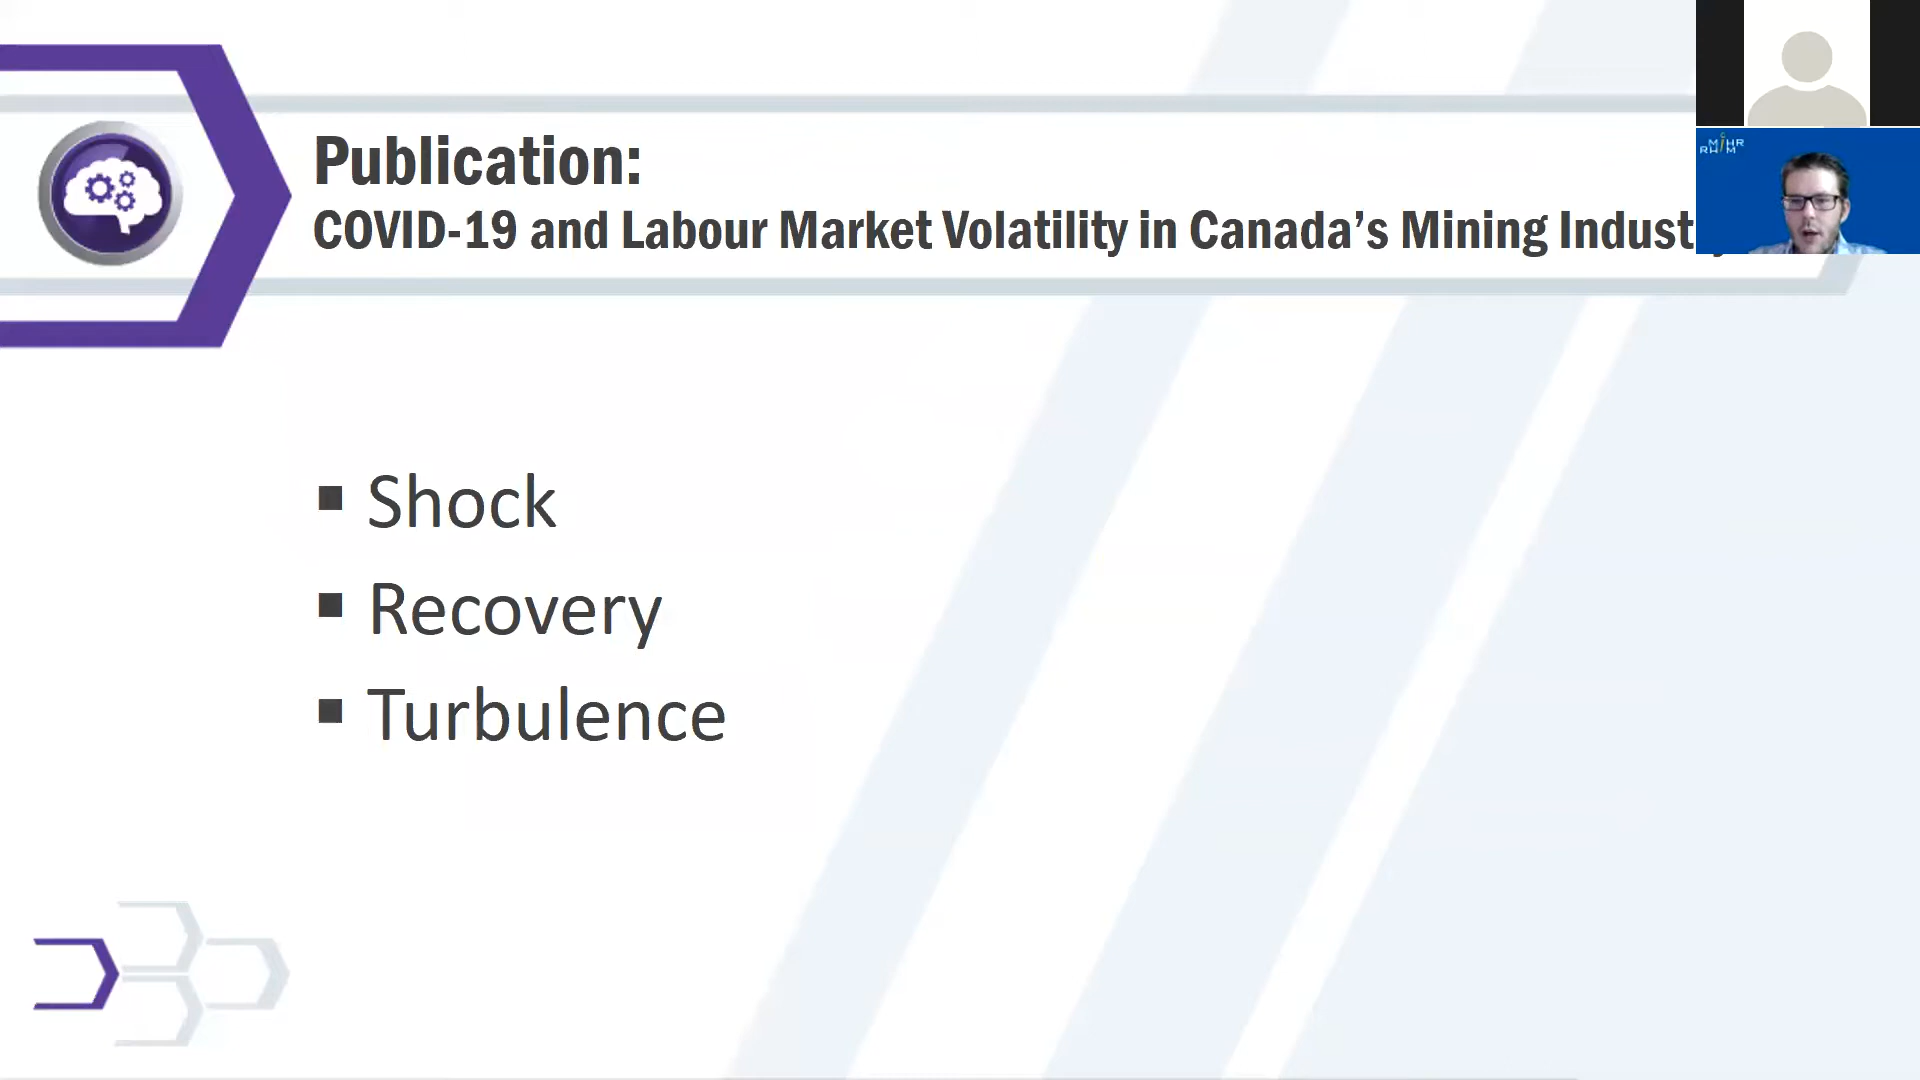 Publication:
COVID-19 and Labour Market Volatility in Canada’s Mining Indust
MiHR
RHiM
Shock
Recovery
Turbulence